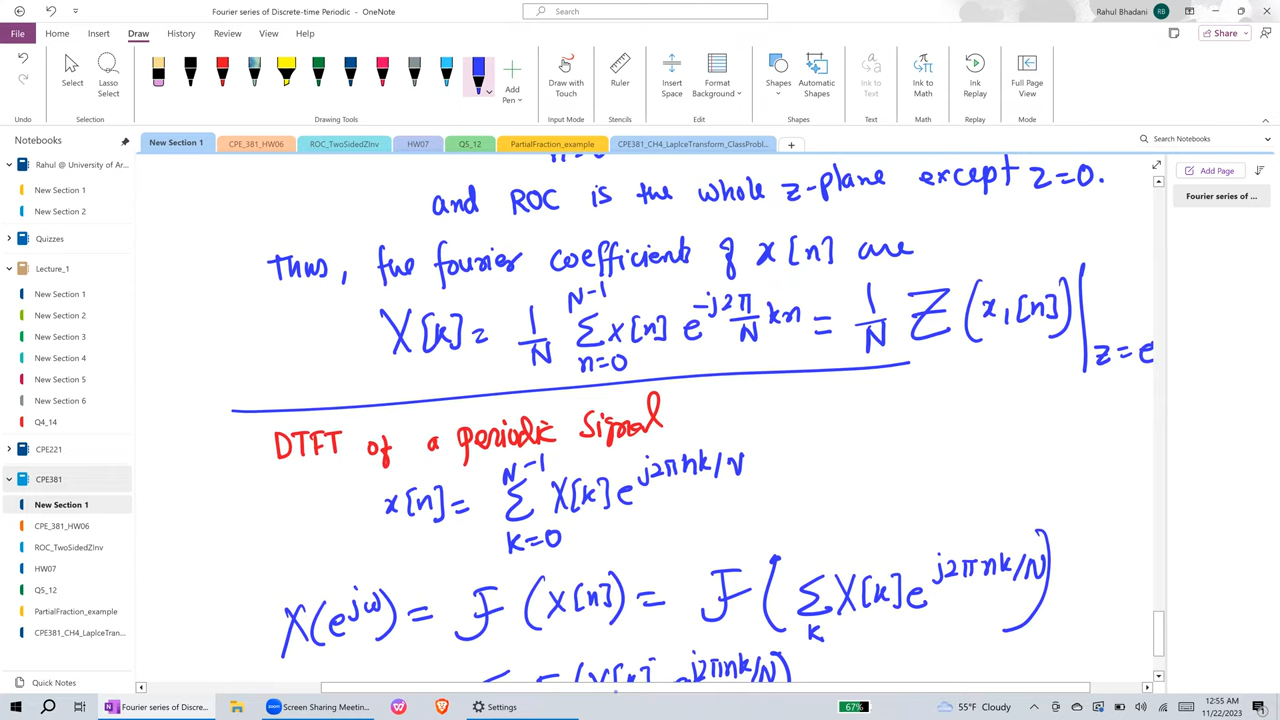 Fourier series of Discrete-time Periodic - OneNote
Search
Rahul Bhadani RB
File Home Insert Draw History Review View Help
Share
Undo
Select
Lasso Select
Add Pen
Draw with Touch
Ruler
Insert Space
Format Background
Shapes
Automatic Shapes
Ink to Text
Ink to Math
Ink Replay
Full Page View
Undo Selection Drawing Tools Input Mode Stencils Edit Shapes Convert Replay View
Notebooks
New Section 1 CPE_381_HW06 ROC_TwoSidedZInv HW07 Q5_12 PartialFraction_example CPE381_CH4_LaplceTransform_ClassProbl...
Search Notebooks
Rahul @ University of Ar...
New Section 1
New Section 2
Quizzes
Lecture_1
New Section 1
New Section 2
New Section 3
New Section 4
New Section 5
New Section 6
Q4_14
CPE221
CPE381
New Section 1
CPE_381_HW06
ROC_TwoSidedZInv
HW07
Q5_12
PartialFraction_example
CPE381_CH4_LaplceTran...
Quick Notes
Add Page
Fourier series of ...
and ROC is the whole z-plane except z=0.
Thus, the fourier coefficients of x[n] are
X[k] = 1/N Σ_{n=0}^{N-1} x[n] e^{-j2π/N kn} = 1/N Z(x₁[n])|_{z=e
DTFT of a periodic signal
x[n] = Σ_{k=0}^{N-1} X[k] e^{j2πnk/N}
X(e^{jω}) = F(x[n]) = F(Σ_k X[k] e^{j2πnk/N})
Fourier series of Discre...
Screen Sharing Meetin...
Settings
67%
55°F Cloudy
12:55 AM
11/22/2023